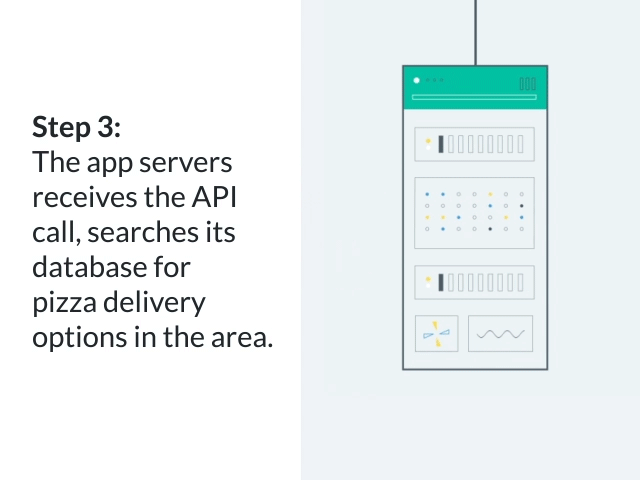 Step 3:
The app servers
receives the API
call, searches its
database for
pizza delivery
options in the area.